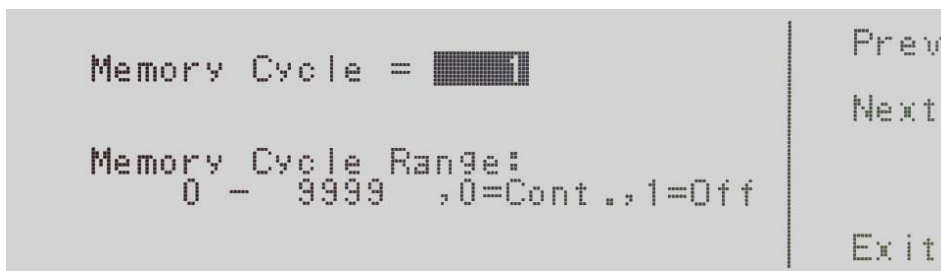 Memory Cycle = 1
Memory Cycle Range:
0 - 9999 ,0=Cont.,1=Off
Prev
Next
Exit